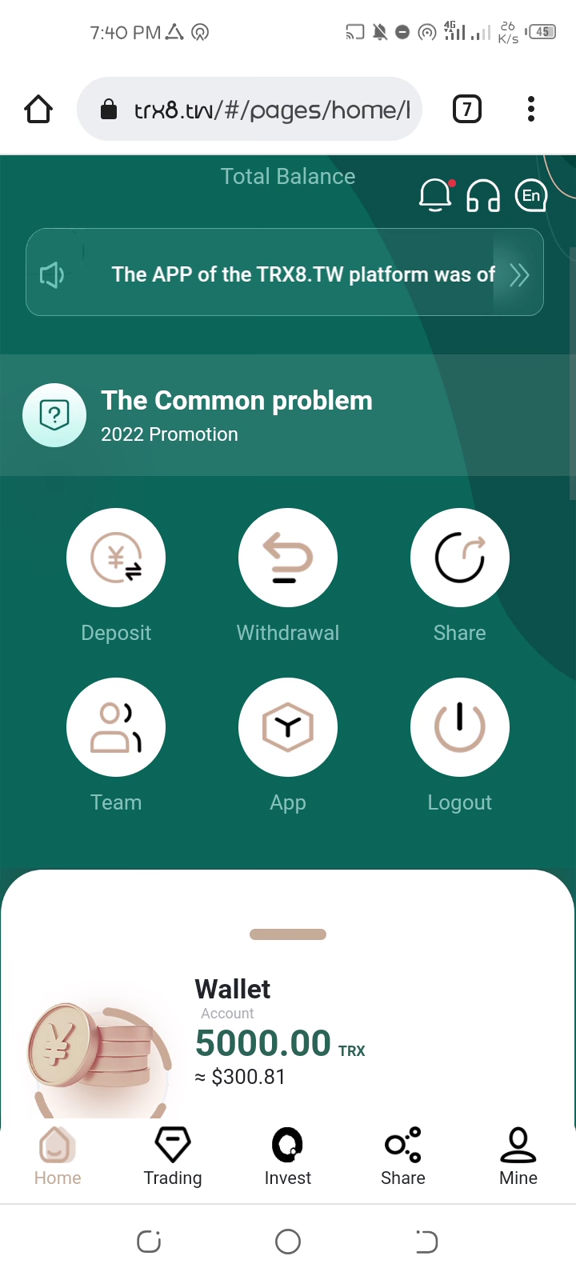 7:40 PM
4G
26
K/s
45
trx8.tw/#/pages/home/l
7
Total Balance
En
The APP of the TRX8.TW platform was of
The Common problem
2022 Promotion
Deposit
Withdrawal
Share
Team
App
Logout
Wallet
Account
5000.00 TRX
≈ $300.81
Home
Trading
Invest
Share
Mine